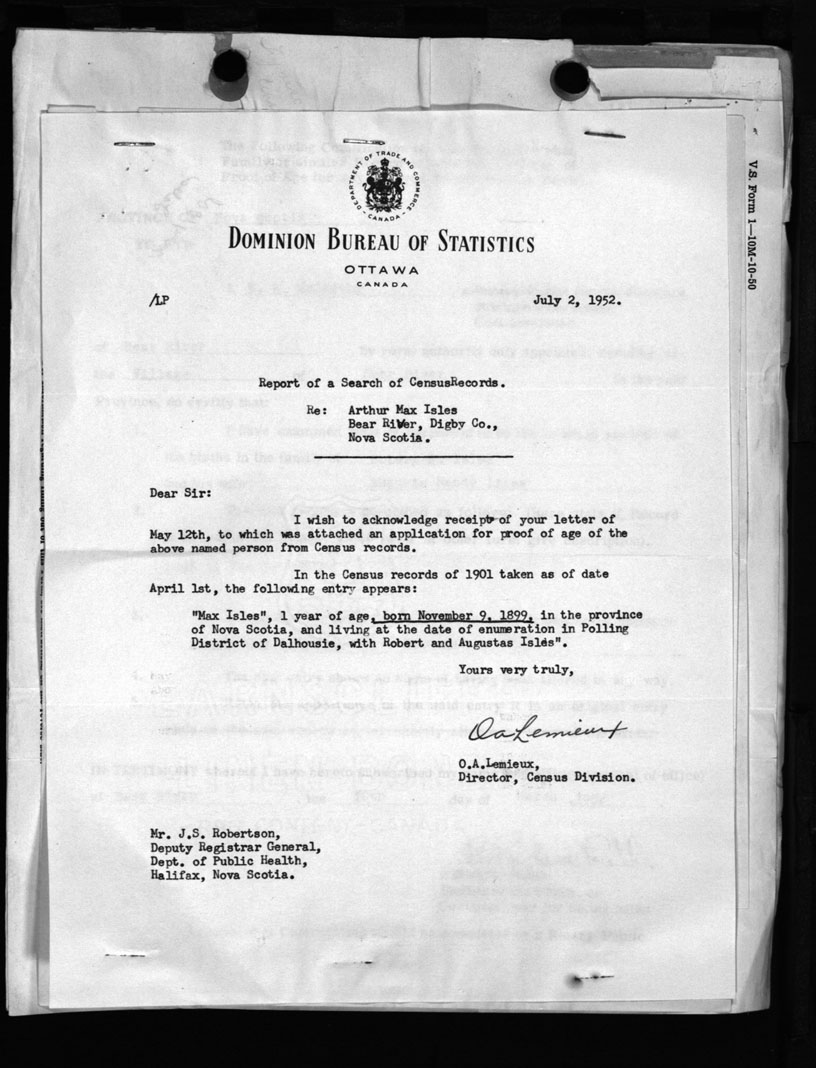 DEPARTMENT OF TRADE AND COMMERCE
CANADA
DOMINION BUREAU OF STATISTICS
OTTAWA
CANADA
V.S. Form 1—10M-10-50
/LP
July 2, 1952.
Report of a Search of CensusRecords.
Re: Arthur Max Isles
Bear River, Digby Co.,
Nova Scotia.
Dear Sir:
I wish to acknowledge receipt of your letter of
May 12th, to which was attached an application for proof of age of the
above named person from Census records.
In the Census records of 1901 taken as of date
April 1st, the following entry appears:
"Max Isles", 1 year of age, born November 9, 1899, in the province
of Nova Scotia, and living at the date of enumeration in Polling
District of Dalhousie, with Robert and Augustas Isles".
Yours very truly,
OaLemieux
O.A.Lemieux,
Director, Census Division.
Mr. J.S. Robertson,
Deputy Registrar General,
Dept. of Public Health,
Halifax, Nova Scotia.